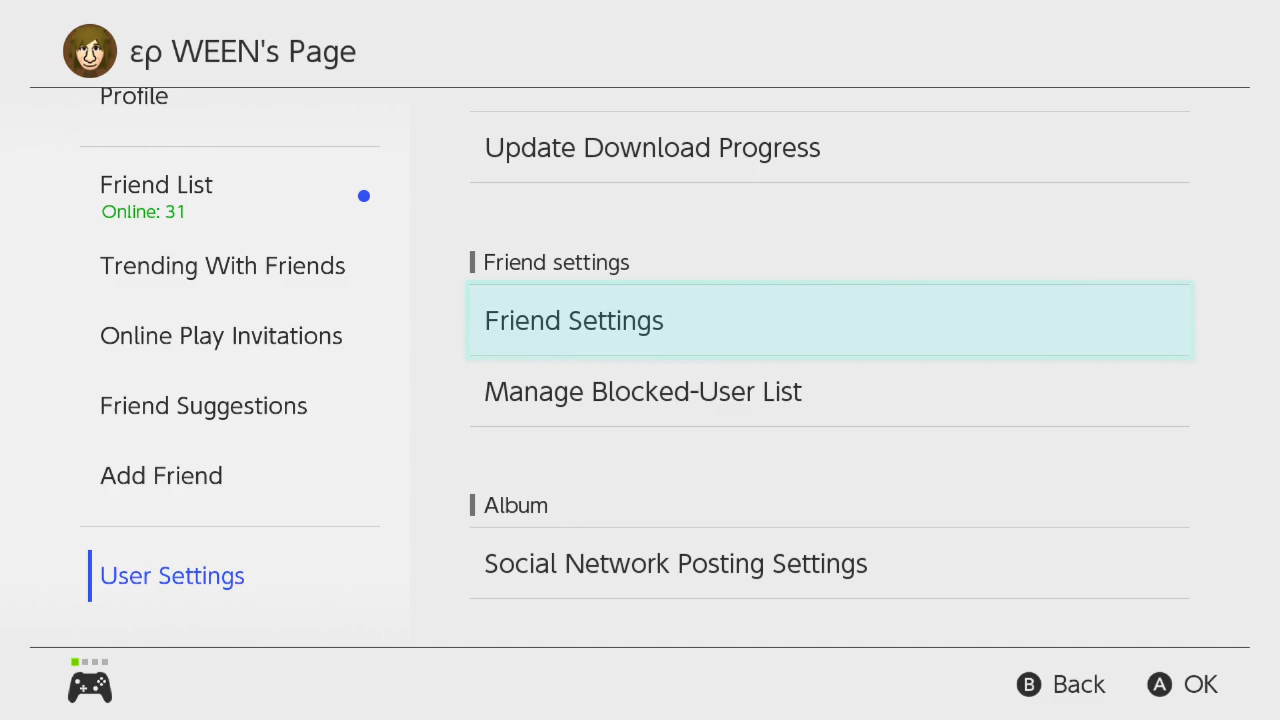 ερ WEEN's Page
Profile
Friend List
Online: 31
Trending With Friends
Online Play Invitations
Friend Suggestions
Add Friend
User Settings
Update Download Progress
Friend settings
Friend Settings
Manage Blocked-User List
Album
Social Network Posting Settings
B Back
A OK